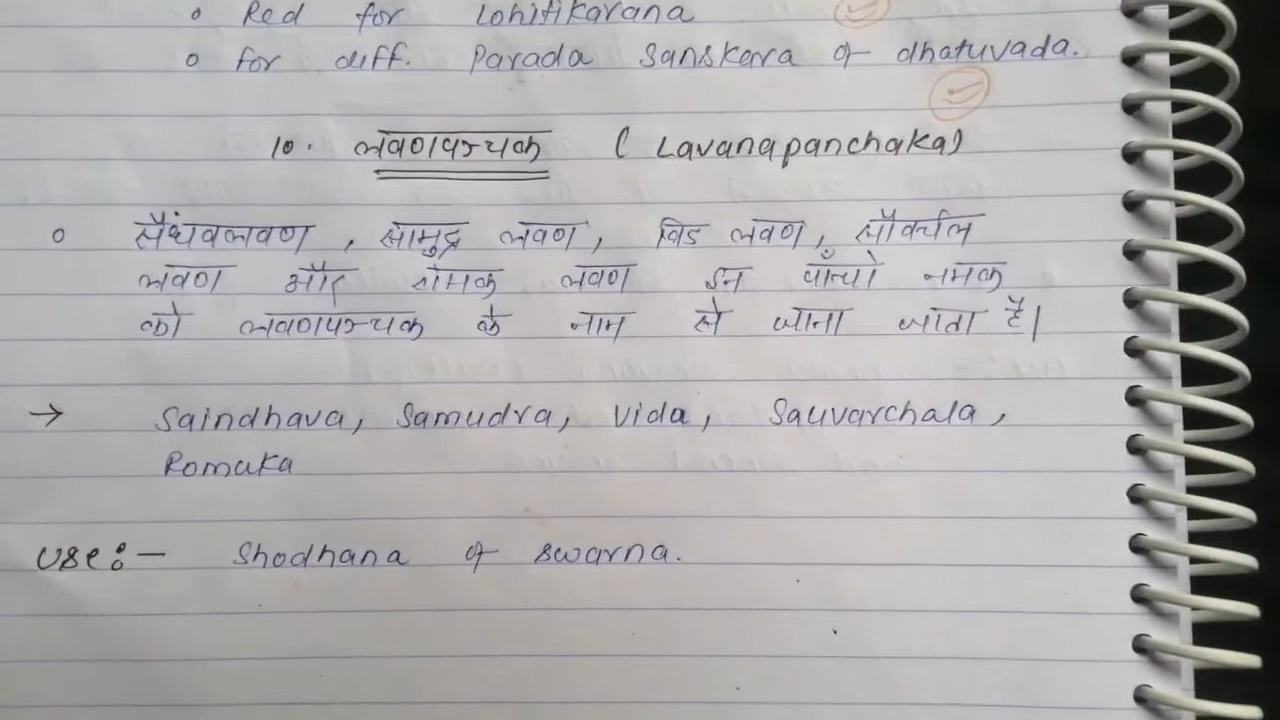 ○ Red for Lohitikarana
○ for diff. Parada Sanskara of dhatuvada.
10. लवणपञ्चक (Lavanapanchaka)
○ सैंधवलवण, सामुद्र लवण, विड लवण, सौवर्चल
लवण और रोमक लवण इन पाँचो नमक
को लवणपञ्चक के नाम से जाना जाता है।
→ Saindhava, Samudra, Vida, Sauvarchala,
Romaka
Use:- Shodhana of swarna.